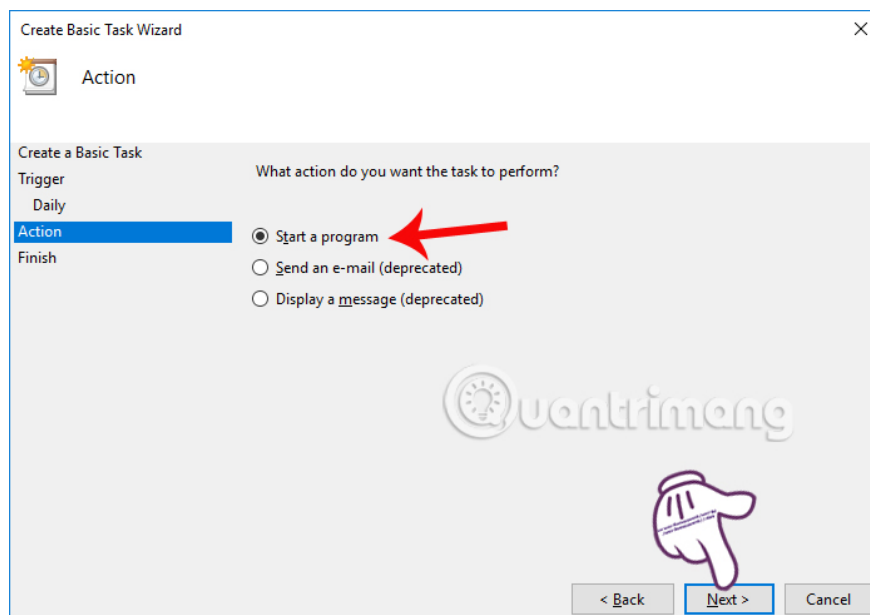 Create Basic Task Wizard
Action
Create a Basic Task
Trigger
Daily
Action
Finish
What action do you want the task to perform?
Start a program
Send an e-mail (deprecated)
Display a message (deprecated)
Quantrimang
< Back
Next >
Cancel